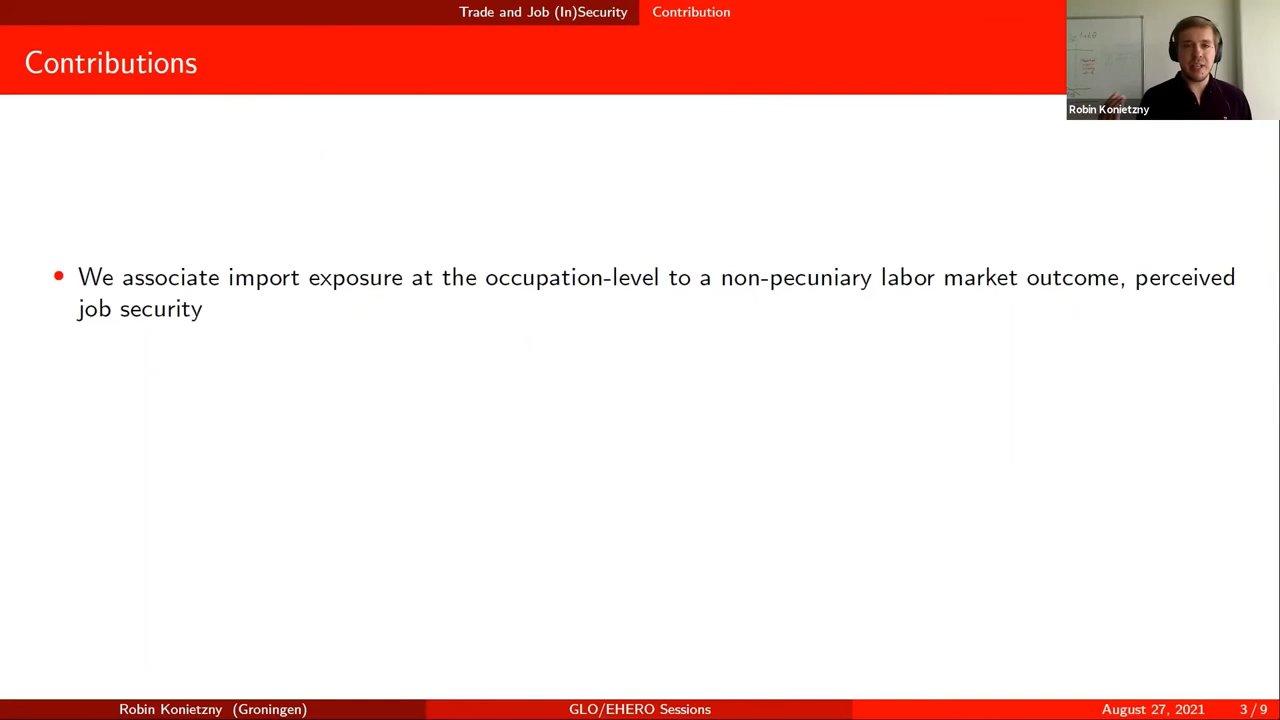 Trade and Job (In)Security Contribution
Contributions
Robin Konietzny
We associate import exposure at the occupation-level to a non-pecuniary labor market outcome, perceived
job security
Robin Konietzny (Groningen) GLO/EHERO Sessions August 27, 2021 3 / 9